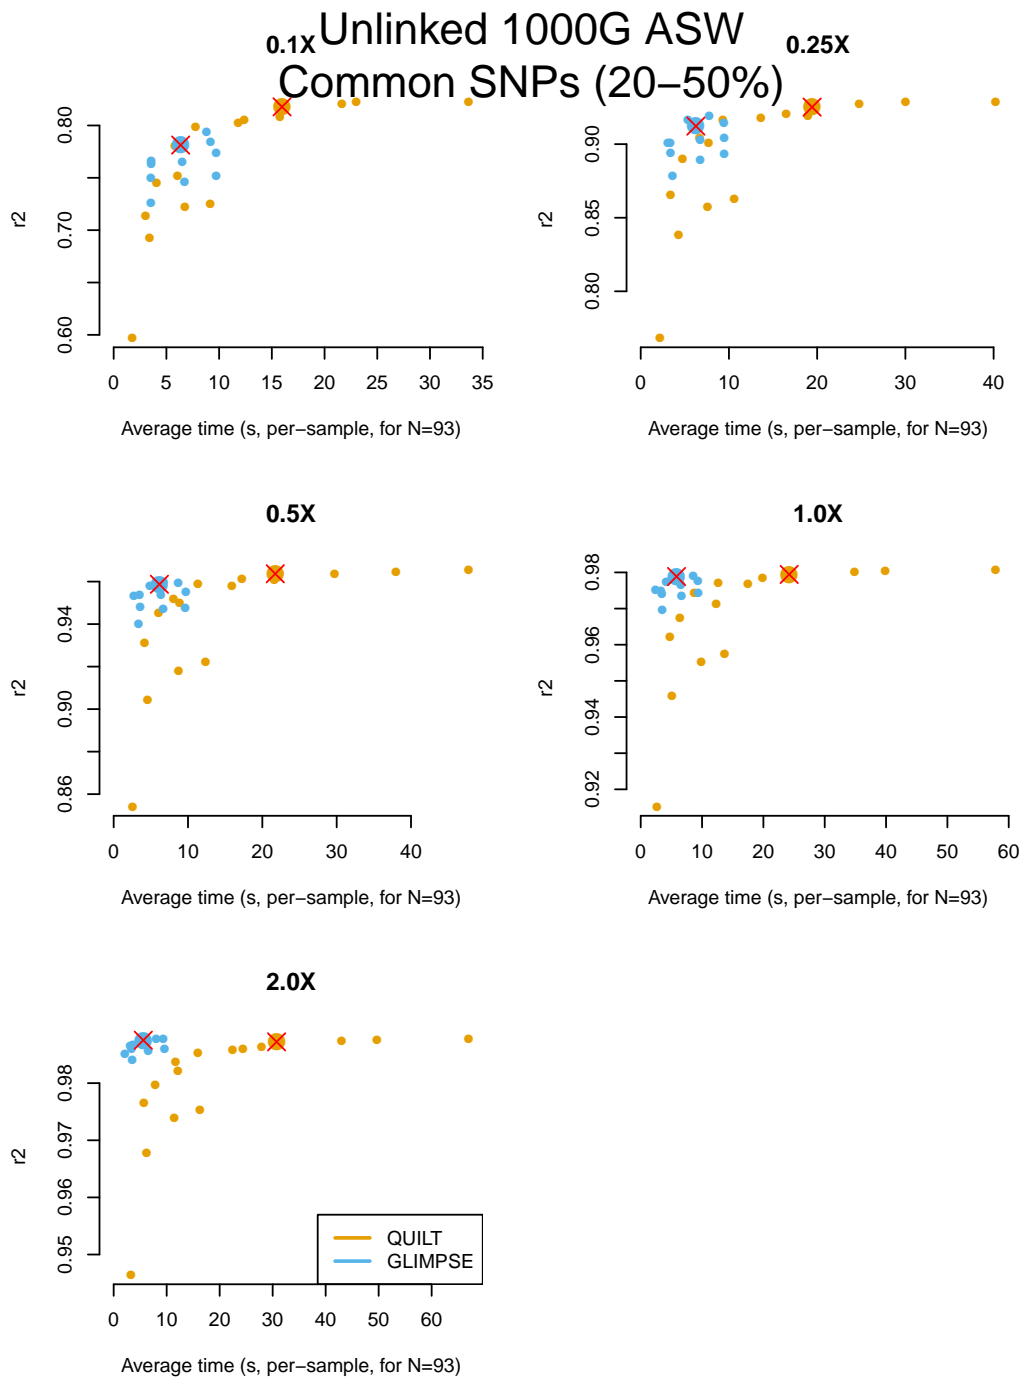 Unlinked 1000G ASW
Common SNPs (20−50%)
0.1X
r2
0.80
0.70
0.60
0 5 10 15 20 25 30 35
Average time (s, per−sample, for N=93)
0.25X
r2
0.90
0.85
0.80
0 10 20 30 40
Average time (s, per−sample, for N=93)
0.5X
r2
0.94
0.90
0.86
0 10 20 30 40
Average time (s, per−sample, for N=93)
1.0X
r2
0.98
0.96
0.94
0.92
0 10 20 30 40 50 60
Average time (s, per−sample, for N=93)
2.0X
r2
0.98
0.97
0.96
0.95
0 10 20 30 40 50 60
QUILT
GLIMPSE
Average time (s, per−sample, for N=93)